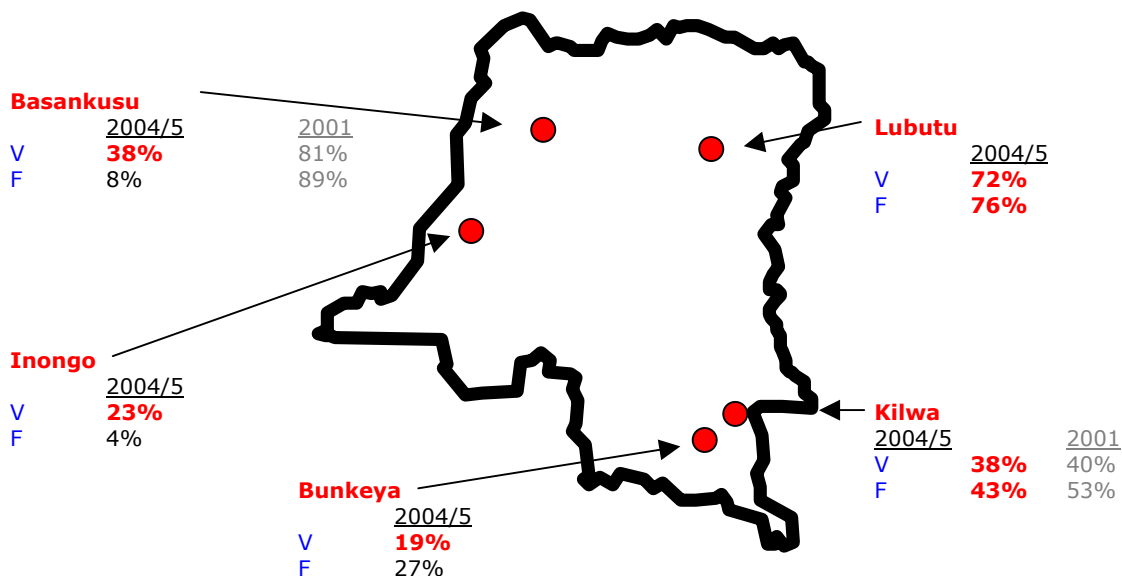 Basankusu
2004/5 2001
V 38% 81%
F 8% 89%
Lubutu
2004/5
V 72%
F 76%
Inongo
2004/5
V 23%
F 4%
Kilwa
2004/5 2001
V 38% 40%
F 43% 53%
Bunkeya
2004/5
V 19%
F 27%